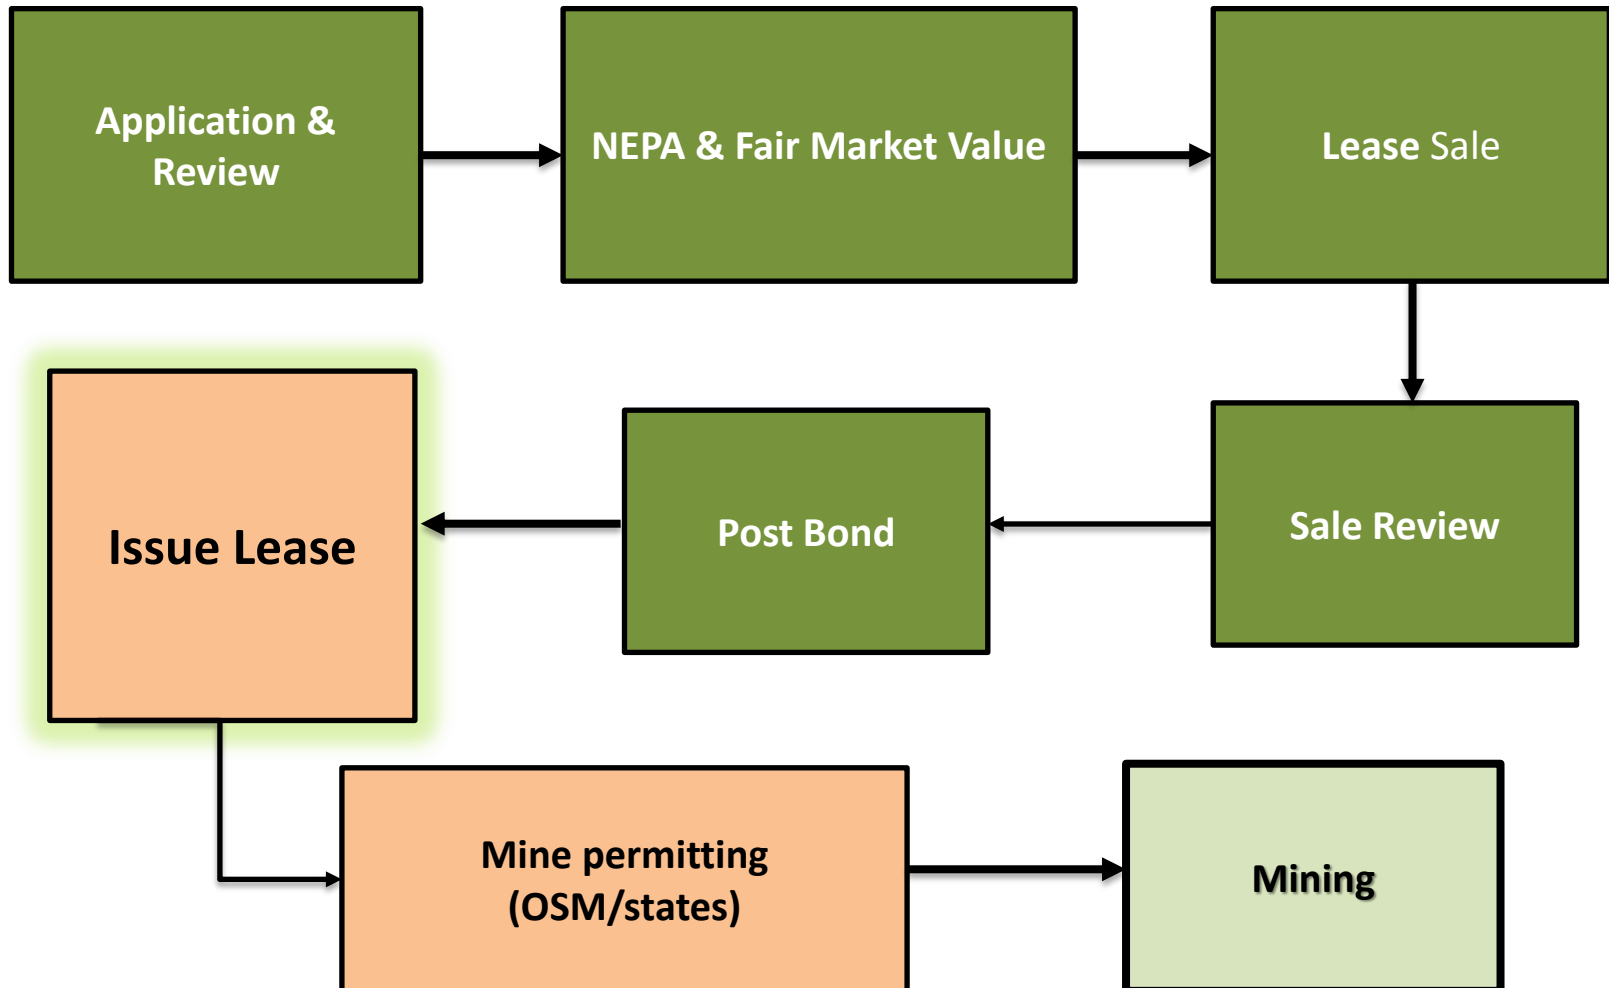 Application &
Review
NEPA & Fair Market Value
Lease Sale
Issue Lease
Post Bond
Sale Review
Mine permitting
(OSM/states)
Mining